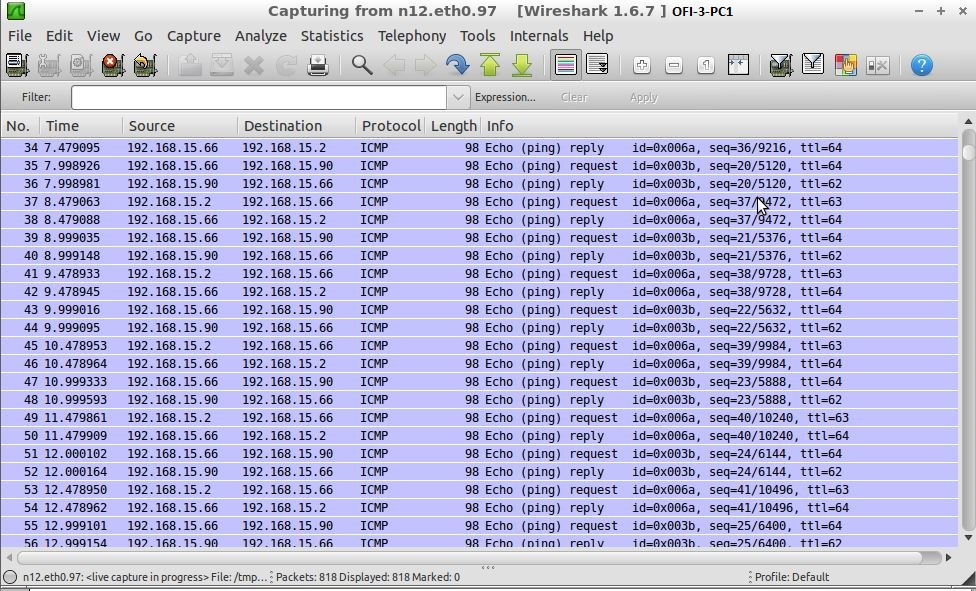 Capturing from n12.eth0.97 [Wireshark 1.6.7 ] OFI-3-PC1
File Edit View Go Capture Analyze Statistics Telephony Tools Internals Help
Filter: Expression... Clear Apply
No. Time Source Destination Protocol Length Info
34 7.479095 192.168.15.66 192.168.15.2 ICMP 98 Echo (ping) reply id=0x006a, seq=36/9216, ttl=64
35 7.998926 192.168.15.66 192.168.15.90 ICMP 98 Echo (ping) request id=0x003b, seq=20/5120, ttl=64
36 7.998981 192.168.15.90 192.168.15.66 ICMP 98 Echo (ping) reply id=0x003b, seq=20/5120, ttl=62
37 8.479063 192.168.15.2 192.168.15.66 ICMP 98 Echo (ping) request id=0x006a, seq=37/9472, ttl=63
38 8.479088 192.168.15.66 192.168.15.2 ICMP 98 Echo (ping) reply id=0x006a, seq=37/9472, ttl=64
39 8.999035 192.168.15.66 192.168.15.90 ICMP 98 Echo (ping) request id=0x003b, seq=21/5376, ttl=64
40 8.999148 192.168.15.90 192.168.15.66 ICMP 98 Echo (ping) reply id=0x003b, seq=21/5376, ttl=62
41 9.478933 192.168.15.2 192.168.15.66 ICMP 98 Echo (ping) request id=0x006a, seq=38/9728, ttl=63
42 9.478945 192.168.15.66 192.168.15.2 ICMP 98 Echo (ping) reply id=0x006a, seq=38/9728, ttl=64
43 9.999016 192.168.15.66 192.168.15.90 ICMP 98 Echo (ping) request id=0x003b, seq=22/5632, ttl=64
44 9.999095 192.168.15.90 192.168.15.66 ICMP 98 Echo (ping) reply id=0x003b, seq=22/5632, ttl=62
45 10.478953 192.168.15.2 192.168.15.66 ICMP 98 Echo (ping) request id=0x006a, seq=39/9984, ttl=63
46 10.478964 192.168.15.66 192.168.15.2 ICMP 98 Echo (ping) reply id=0x006a, seq=39/9984, ttl=64
47 10.999333 192.168.15.66 192.168.15.90 ICMP 98 Echo (ping) request id=0x003b, seq=23/5888, ttl=64
48 10.999593 192.168.15.90 192.168.15.66 ICMP 98 Echo (ping) reply id=0x003b, seq=23/5888, ttl=62
49 11.479861 192.168.15.2 192.168.15.66 ICMP 98 Echo (ping) request id=0x006a, seq=40/10240, ttl=63
50 11.479909 192.168.15.66 192.168.15.2 ICMP 98 Echo (ping) reply id=0x006a, seq=40/10240, ttl=64
51 12.000102 192.168.15.66 192.168.15.90 ICMP 98 Echo (ping) request id=0x003b, seq=24/6144, ttl=64
52 12.000164 192.168.15.90 192.168.15.66 ICMP 98 Echo (ping) reply id=0x003b, seq=24/6144, ttl=62
53 12.478950 192.168.15.2 192.168.15.66 ICMP 98 Echo (ping) request id=0x006a, seq=41/10496, ttl=63
54 12.478962 192.168.15.66 192.168.15.2 ICMP 98 Echo (ping) reply id=0x006a, seq=41/10496, ttl=64
55 12.999101 192.168.15.66 192.168.15.90 ICMP 98 Echo (ping) request id=0x003b, seq=25/6400, ttl=64
56 12.999154 192.168.15.90 192.168.15.66 ICMP 98 Echo (ping) reply id=0x003b, seq=25/6400, ttl=62
n12.eth0.97: <live capture in progress> File: /tmp... Packets: 818 Displayed: 818 Marked: 0 Profile: Default